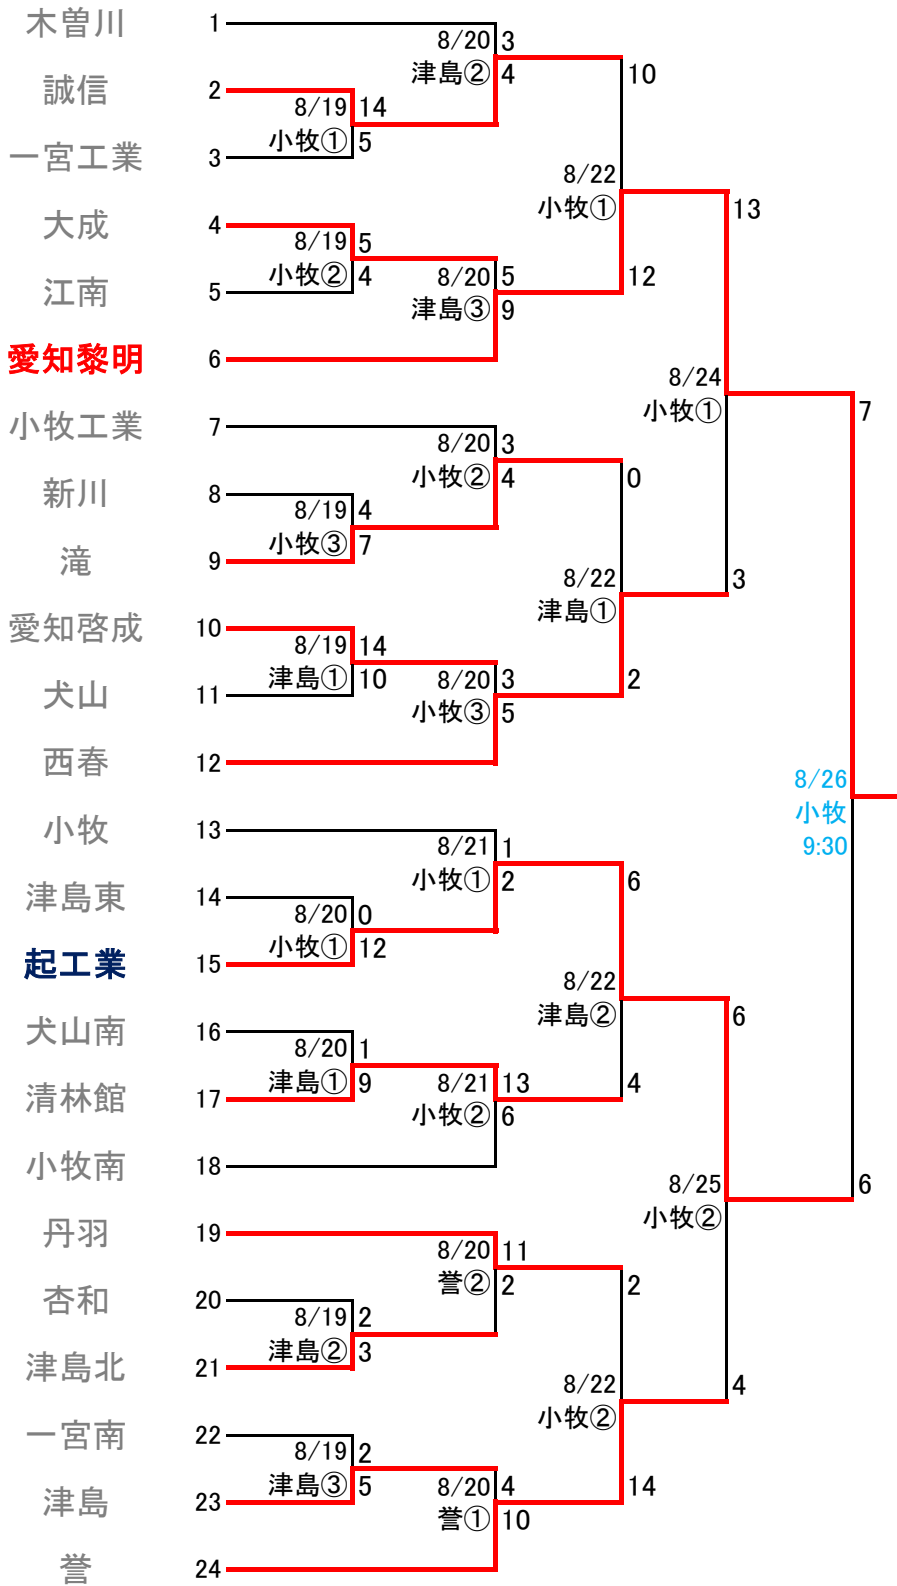 木曽川 1
8/20 3
津島② 4
10
誠信 2
8/19 14
小牧① 5
一宮工業 3
8/22
小牧①
13
大成 4
8/19 5
小牧② 4
8/20 5
津島③ 9
12
江南 5
愛知黎明 6
8/24
小牧①
7
小牧工業 7
8/20 3
小牧② 4
0
新川 8
8/19 4
小牧③ 7
滝 9
8/22
津島①
3
愛知啓成 10
8/19 14
津島① 10
8/20 3
小牧③ 5
2
犬山 11
西春 12
8/26
小牧
9:30
小牧 13
8/21 1
小牧① 2
6
津島東 14
8/20 0
小牧① 12
起工業 15
8/22
津島②
6
犬山南 16
8/20 1
津島① 9
8/21 13
小牧② 6
4
清林館 17
小牧南 18
8/25
小牧②
6
丹羽 19
8/20 11
誉② 2
2
杏和 20
8/19 2
津島② 3
津島北 21
8/22
小牧②
4
一宮南 22
8/19 2
津島③ 5
8/20 4
誉① 10
14
津島 23
誉 24